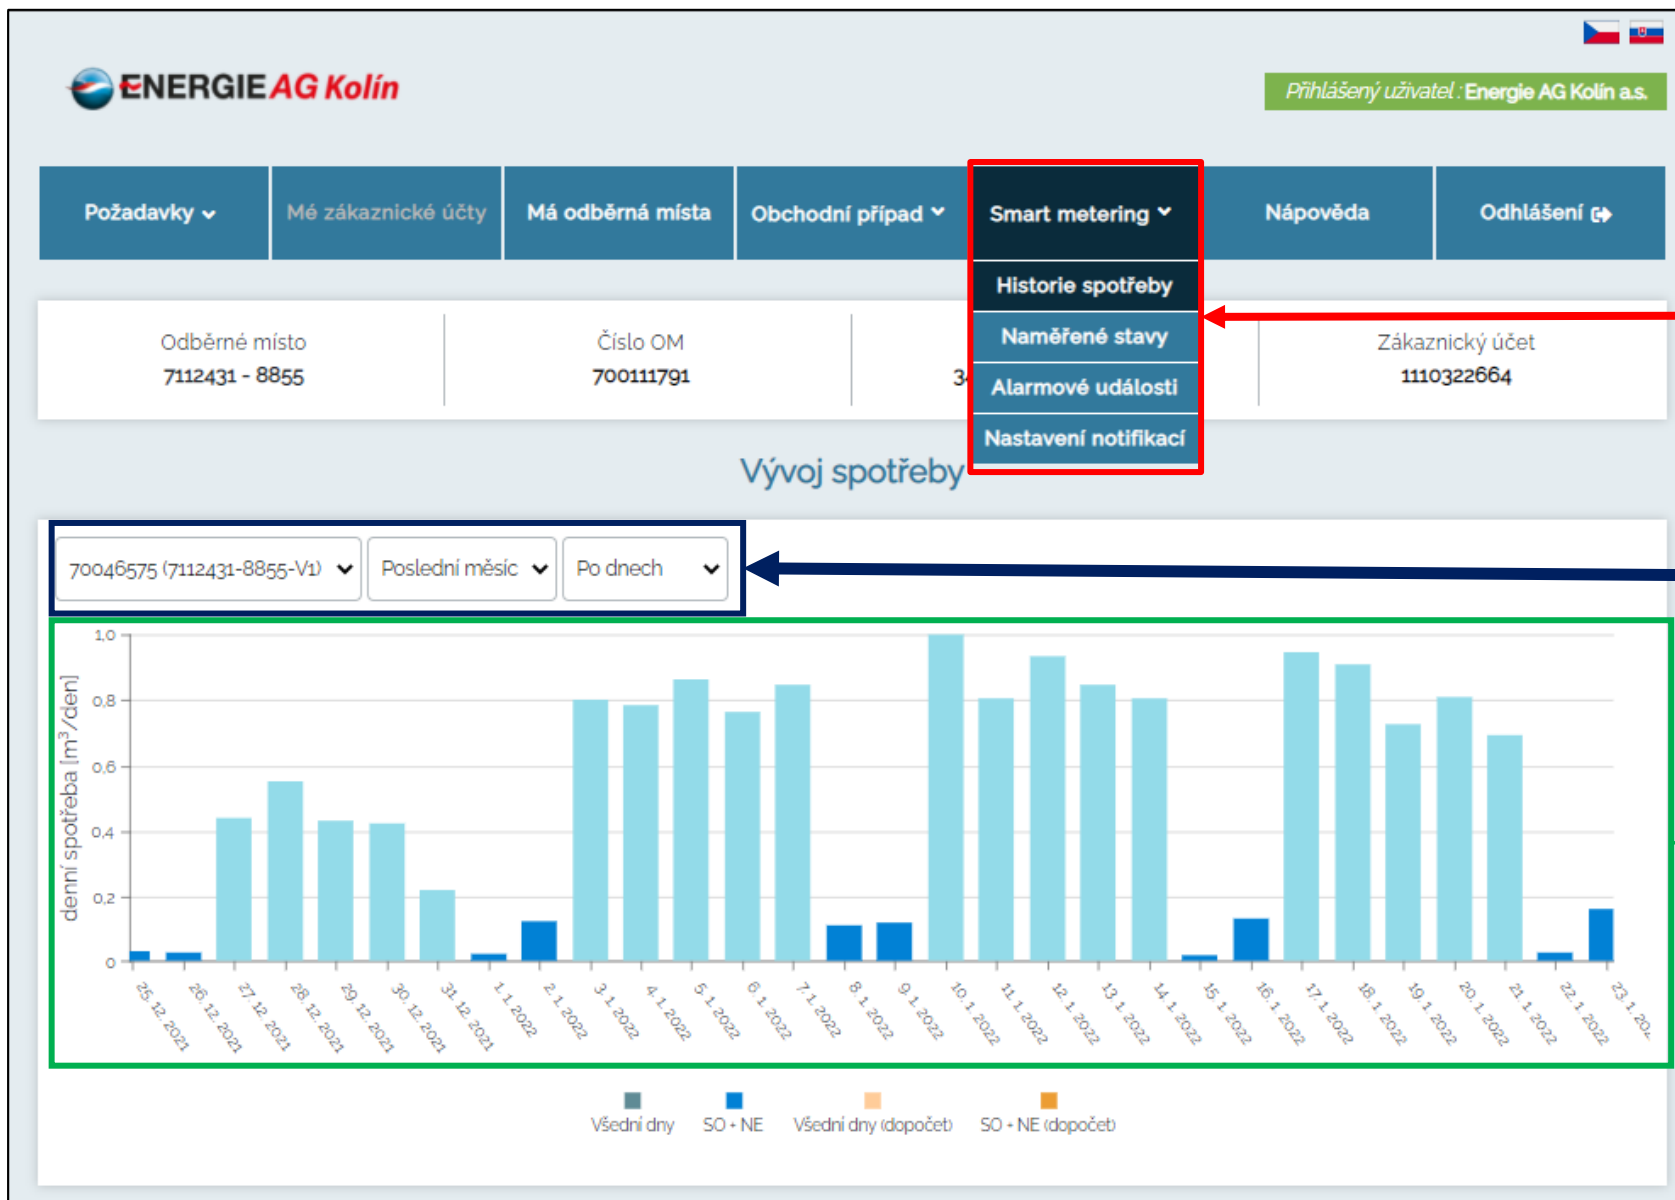 ENERGIE AG Kolín
Přihlášený uživatel : Energie AG Kolín a.s.
Požadavky
Mé zákaznické účty
Má odběrná místa
Obchodní případ
Smart metering
Nápověda
Odhlášení
Historie spotřeby
Naměřené stavy
Alarmové události
Nastavení notifikací
Odběrné místo
7112431 - 8855
Číslo OM
700111791
34
Zákaznický účet
1110322664
Vývoj spotřeby
70046575 (7112431-8855-V1)
Poslední měsíc
Po dnech
denní spotřeba [m³/den]
1,0
0,8
0,6
0,4
0,2
0
25. 12. 2021
26. 12. 2021
27. 12. 2021
28. 12. 2021
29. 12. 2021
30. 12. 2021
31. 12. 2021
1. 1. 2022
2. 1. 2022
3. 1. 2022
4. 1. 2022
5. 1. 2022
6. 1. 2022
7. 1. 2022
8. 1. 2022
9. 1. 2022
10. 1. 2022
11. 1. 2022
12. 1. 2022
13. 1. 2022
14. 1. 2022
15. 1. 2022
16. 1. 2022
17. 1. 2022
18. 1. 2022
19. 1. 2022
20. 1. 2022
21. 1. 2022
22. 1. 2022
23. 1. 202
Všední dny
SO + NE
Všední dny (dopočet)
SO + NE (dopočet)